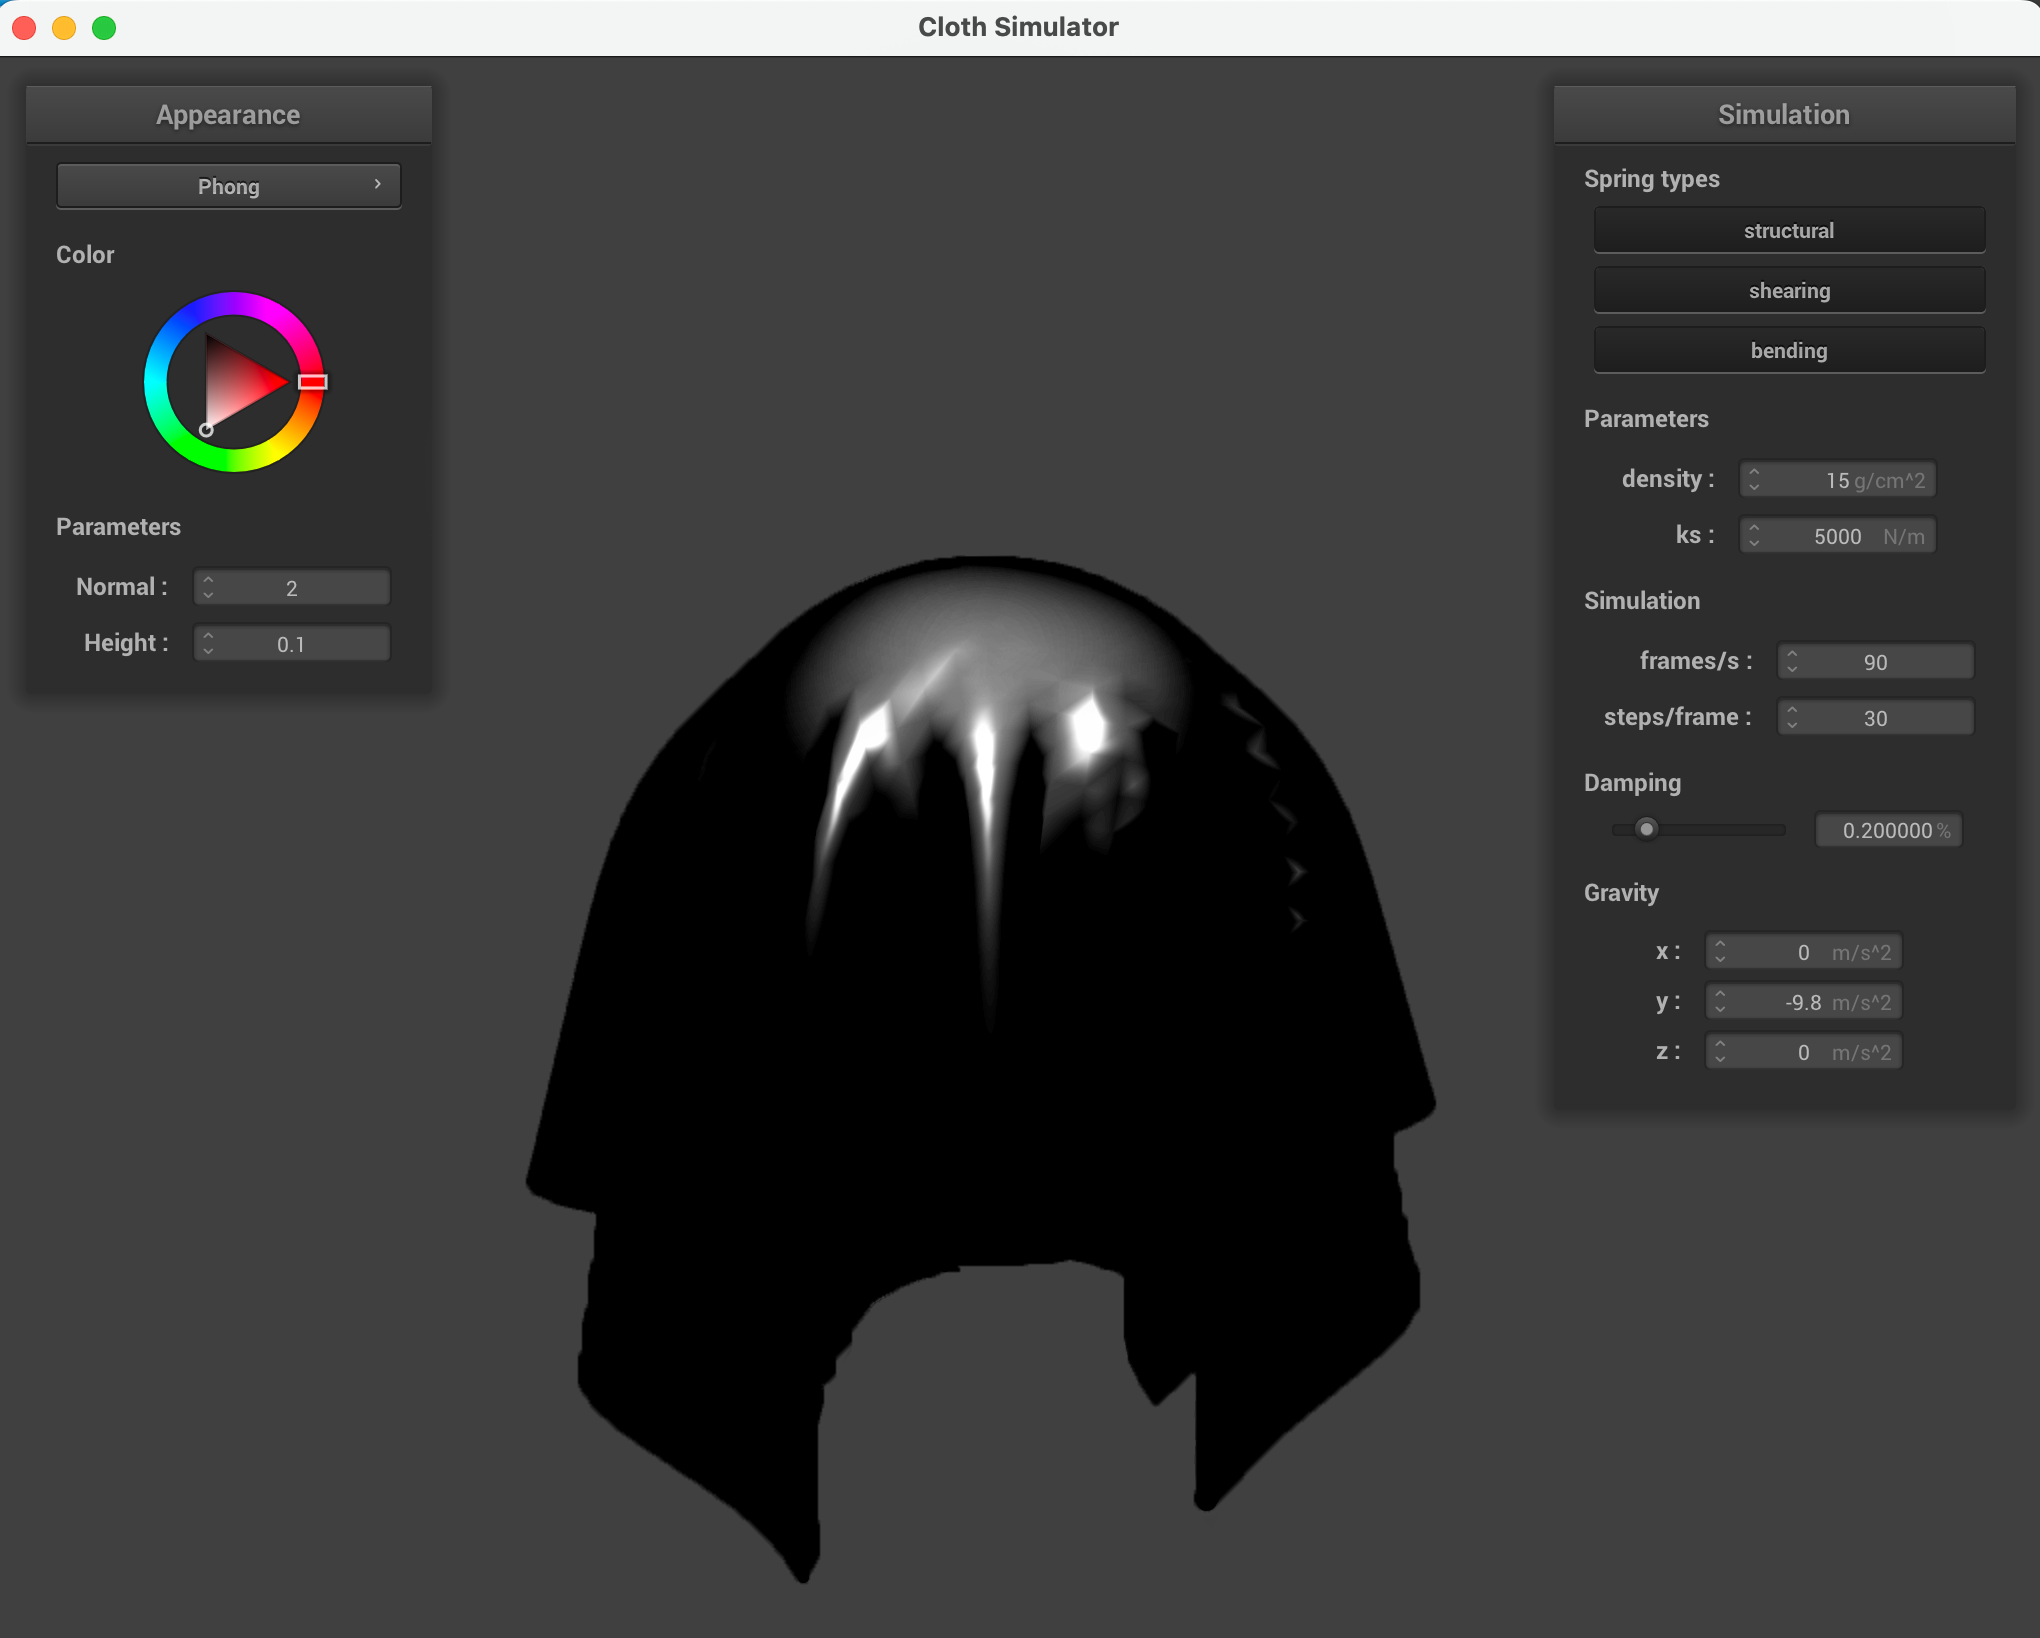 Cloth Simulator
Appearance
Phong
Color
Parameters
Normal : 2
Height : 0.1
Simulation
Spring types
structural
shearing
bending
Parameters
density : 15 g/cm^2
ks : 5000 N/m
Simulation
frames/s : 90
steps/frame : 30
Damping
0.200000 %
Gravity
x : 0 m/s^2
y : -9.8 m/s^2
z : 0 m/s^2